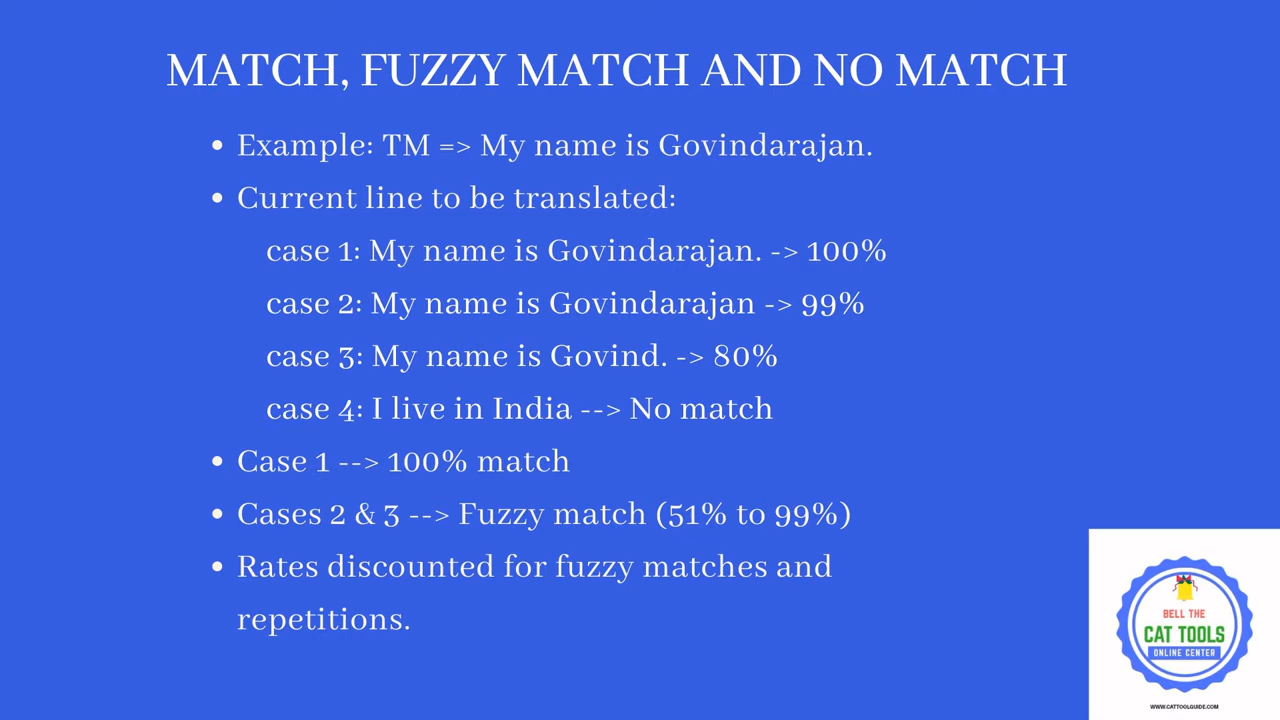 MATCH, FUZZY MATCH AND NO MATCH
• Example: TM => My name is Govindarajan.
• Current line to be translated:
case 1: My name is Govindarajan. -> 100%
case 2: My name is Govindarajan -> 99%
case 3: My name is Govind. -> 80%
case 4: I live in India --> No match
• Case 1 --> 100% match
• Cases 2 & 3 --> Fuzzy match (51% to 99%)
• Rates discounted for fuzzy matches and
repetitions.
BELL THE
CAT TOOLS
ONLINE CENTER
WWW.CATTOOLGUIDE.COM